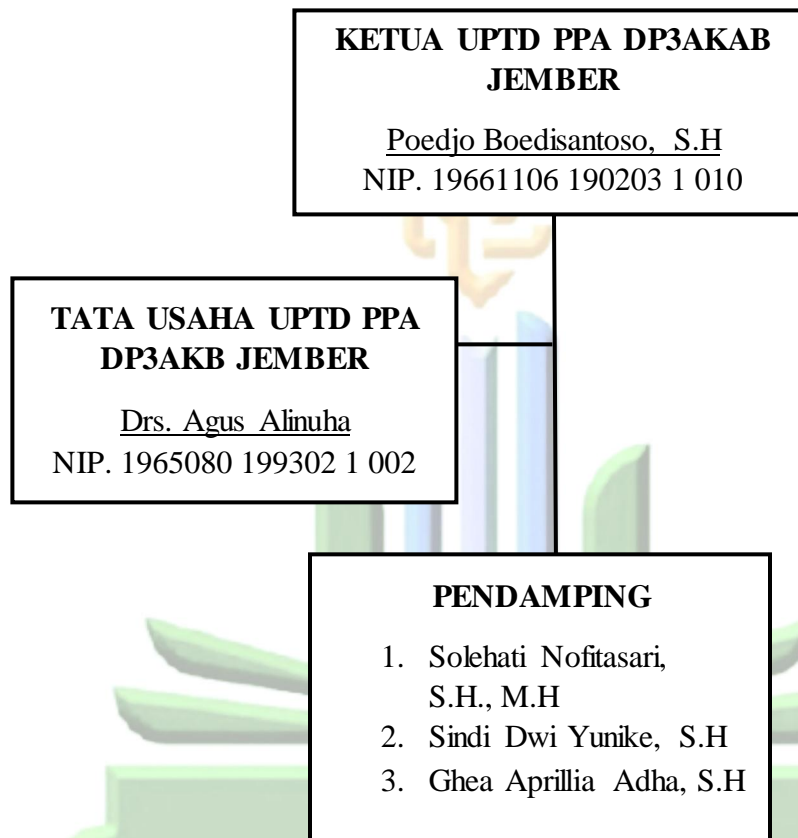 KETUA UPTD PPA DP3AKAB
JEMBER
Poedjo Boedisantoso, S.H
NIP. 19661106 190203 1 010
TATA USAHA UPTD PPA
DP3AKB JEMBER
Drs. Agus Alinuha
NIP. 1965080 199302 1 002
PENDAMPING
1. Solehati Nofitasari,
S.H., M.H
2. Sindi Dwi Yunike, S.H
3. Ghea Aprillia Adha, S.H